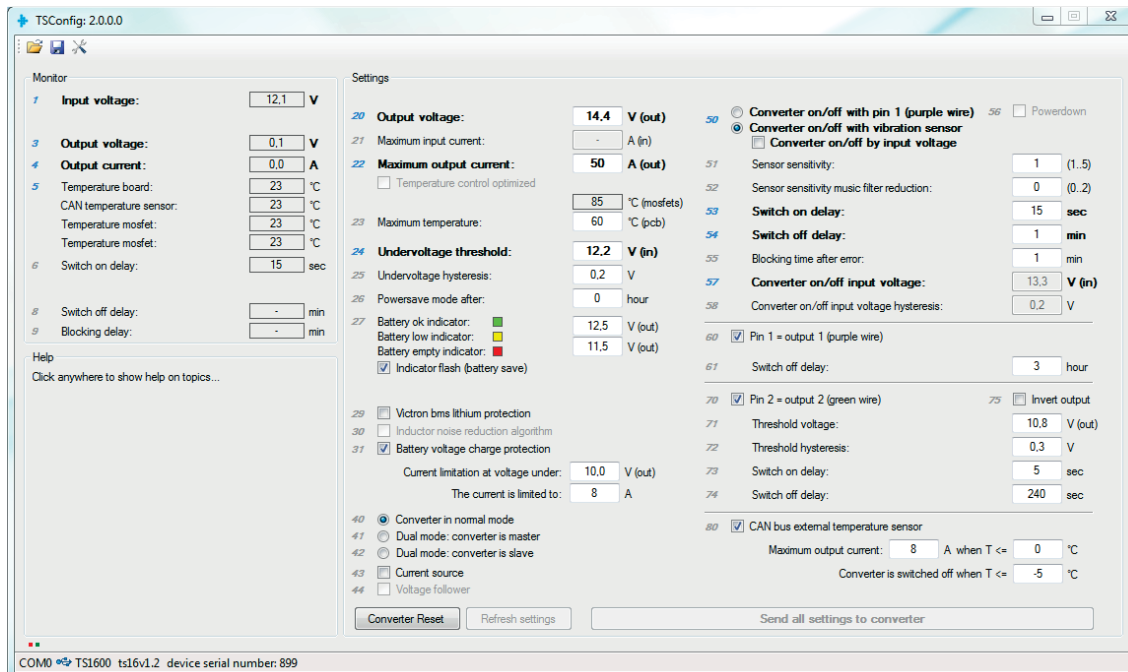 TSConfig: 2.0.0.0
Monitor
1 Input voltage: 12,1 V
3 Output voltage: 0,1 V
4 Output current: 0,0 A
5 Temperature board: 23 °C
CAN temperature sensor: 23 °C
Temperature mosfet: 23 °C
Temperature mosfet: 23 °C
6 Switch on delay: 15 sec
8 Switch off delay: - min
9 Blocking delay: - min
Help
Click anywhere to show help on topics...
Settings
20 Output voltage: 14,4 V (out)
21 Maximum input current: - A (in)
22 Maximum output current: 50 A (out)
Temperature control optimized
85 °C (mosfets)
23 Maximum temperature: 60 °C (pcb)
24 Undervoltage threshold: 12,2 V (in)
25 Undervoltage hysteresis: 0,2 V
26 Powersave mode after: 0 hour
27 Battery ok indicator: 12,5 V (out)
Battery low indicator:
Battery empty indicator: 11,5 V (out)
Indicator flash (battery save)
29 Victron bms lithium protection
30 Inductor noise reduction algorithm
31 Battery voltage charge protection
Current limitation at voltage under: 10,0 V (out)
The current is limited to: 8 A
40 Converter in normal mode
41 Dual mode: converter is master
42 Dual mode: converter is slave
43 Current source
44 Voltage follower
50 Converter on/off with pin 1 (purple wire) 56 Powerdown
Converter on/off with vibration sensor
Converter on/off by input voltage
51 Sensor sensitivity: 1 (1..5)
52 Sensor sensitivity music filter reduction: 0 (0..2)
53 Switch on delay: 15 sec
54 Switch off delay: 1 min
55 Blocking time after error: 1 min
57 Converter on/off input voltage: 13,3 V (in)
58 Converter on/off input voltage hysteresis: 0,2 V
60 Pin 1 = output 1 (purple wire)
61 Switch off delay: 3 hour
70 Pin 2 = output 2 (green wire) 75 Invert output
71 Threshold voltage: 10,8 V (out)
72 Threshold hysteresis: 0,3 V
73 Switch on delay: 5 sec
74 Switch off delay: 240 sec
80 CAN bus external temperature sensor
Maximum output current: 8 A when T <= 0 °C
Converter is switched off when T <= -5 °C
Converter Reset Refresh settings Send all settings to converter
COM0 TS1600 ts16v1.2 device serial number: 899